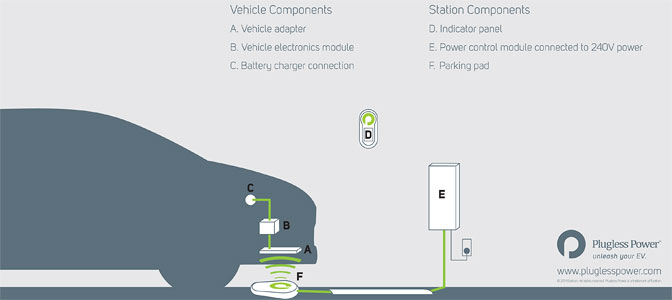 Vehicle Components
A. Vehicle adapter
B. Vehicle electronics module
C. Battery charger connection
Station Components
D. Indicator panel
E. Power control module connected to 240V power
F. Parking pad
D
C
B
A
E
F
Plugless Power™
unleash your EV.
www.pluglesspower.com